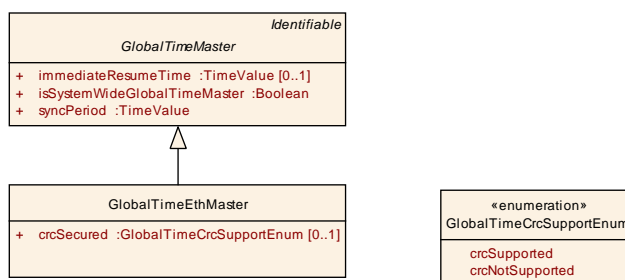 Identifiable
GlobalTimeMaster
+ immediateResumeTime :TimeValue [0..1]
+ isSystemWideGlobalTimeMaster :Boolean
+ syncPeriod :TimeValue
GlobalTimeEthMaster
+ crcSecured :GlobalTimeCrcSupportEnum [0..1]
«enumeration»
GlobalTimeCrcSupportEnum
crcSupported
crcNotSupported